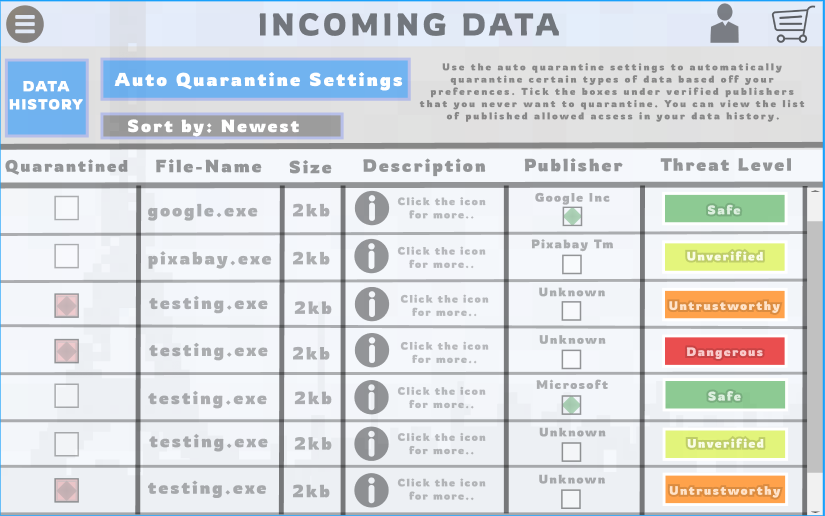 INCOMING DATA
DATA
HISTORY
Auto Quarantine Settings
Sort by: Newest
Use the auto quarantine settings to automatically
quarantine certain types of data based off your
preferences. Tick the boxes under verified publishers
that you never want to quarantine. You can view the list
of published allowed acsess in your data history.
Quarantined File-Name Size Description Publisher Threat Level
google.exe 2kb Click the icon
for more..
Google Inc
Safe
pixabay.exe 2kb Click the icon
for more..
Pixabay Tm
Unverified
testing.exe 2kb Click the icon
for more..
Unknown
Untrustworthy
testing.exe 2kb Click the icon
for more..
Unknown
Dangerous
testing.exe 2kb Click the icon
for more..
Microsoft
Safe
testing.exe 2kb Click the icon
for more..
Unknown
Unverified
testing.exe 2kb Click the icon
for more..
Unknown
Untrustworthy